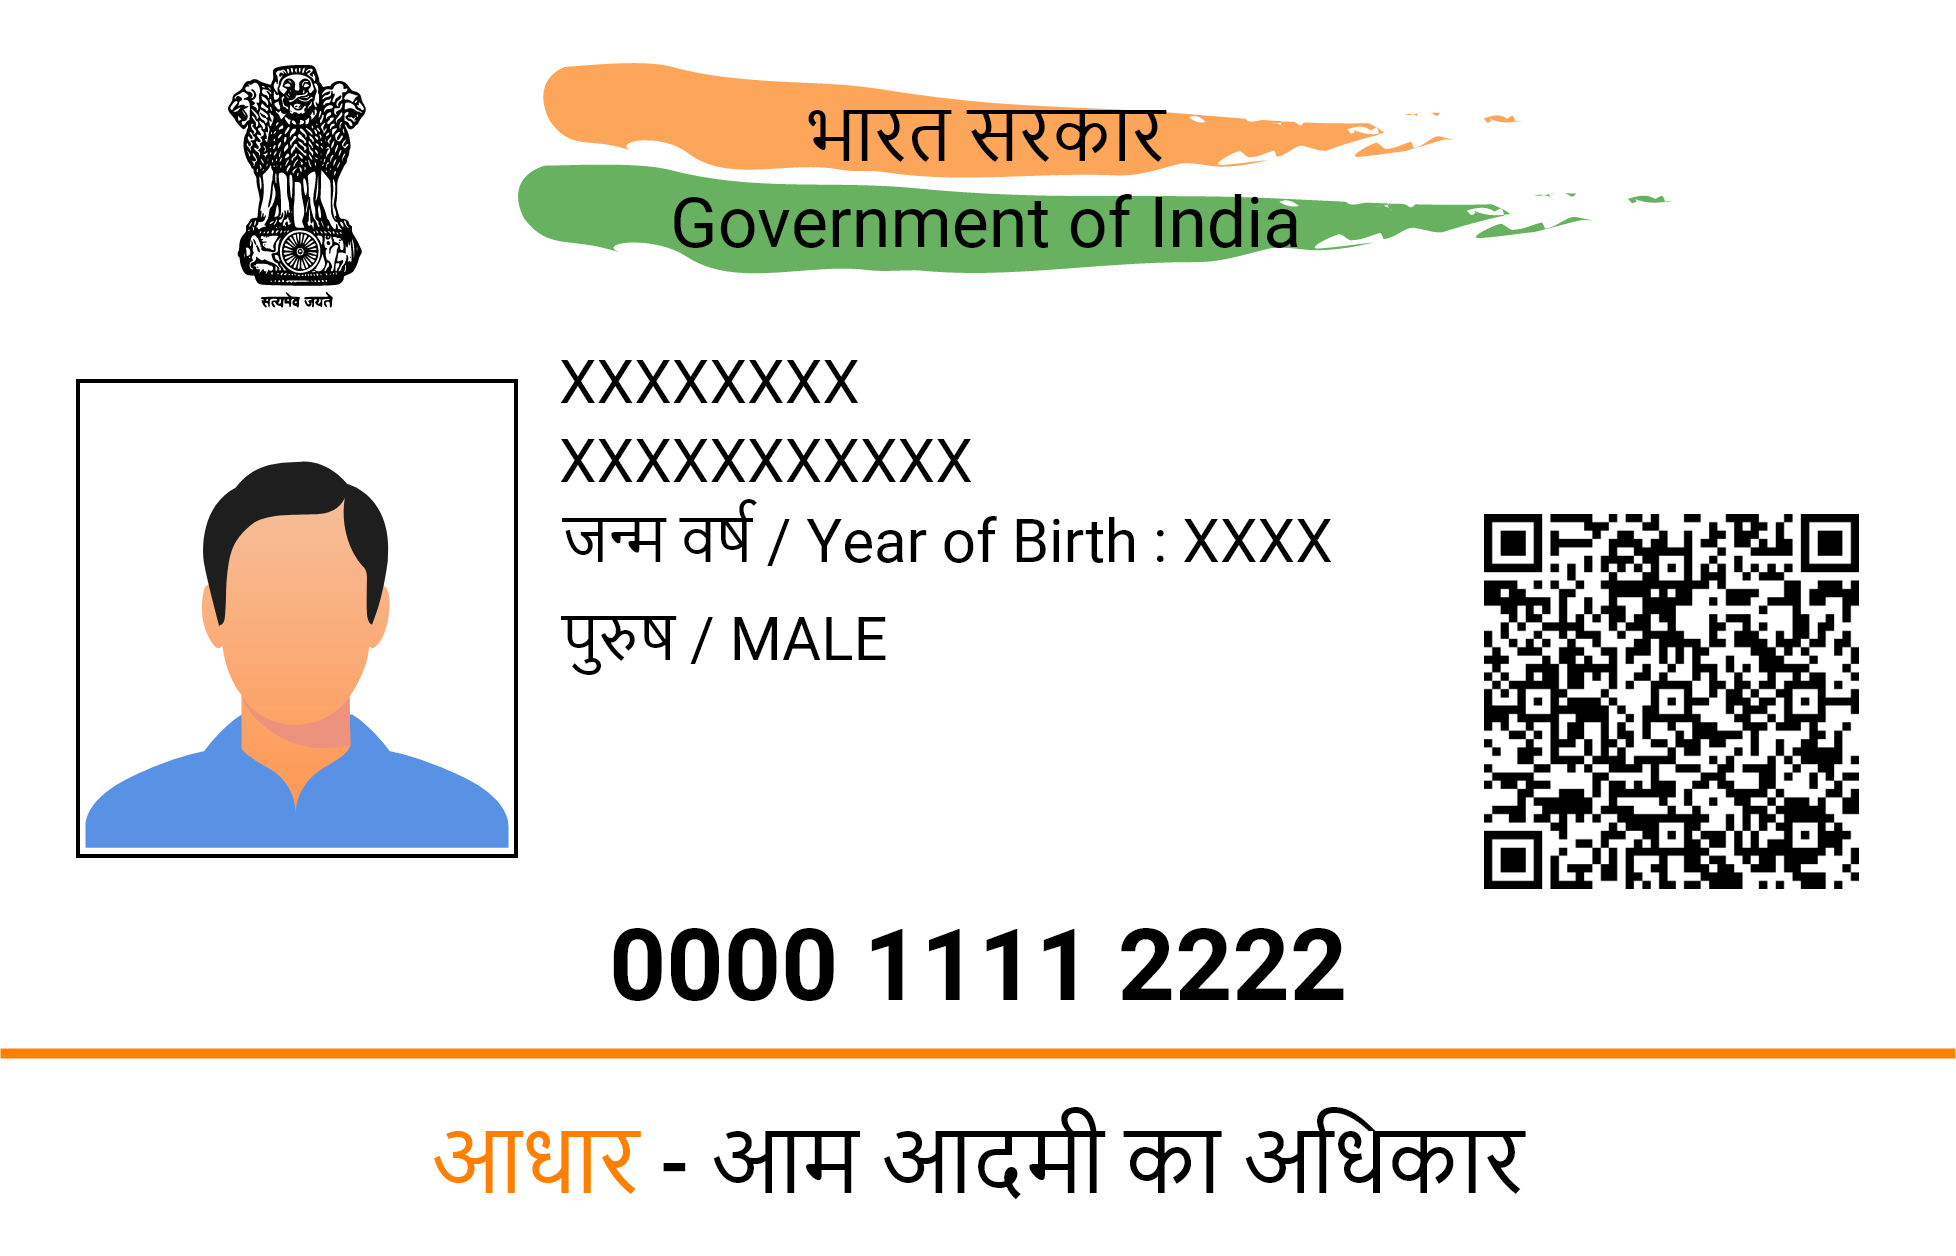 सत्यमेव जयते
भारत सरकार
Government of India
XXXXXXXX
XXXXXXXXXXX
जन्म वर्ष / Year of Birth : XXXX
पुरुष / MALE
0000 1111 2222
आधार - आम आदमी का अधिकार